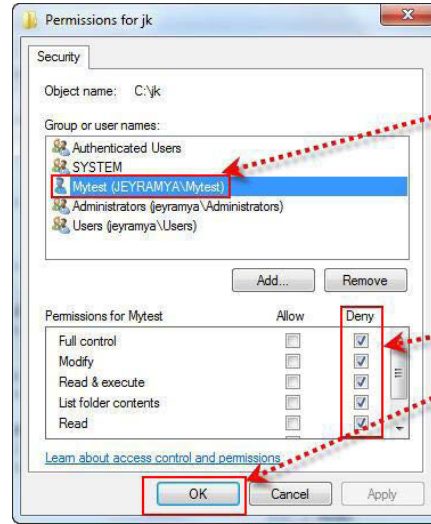 Permissions for jk
Security
Object name: C:\jk
Group or user names:
Authenticated Users
SYSTEM
Mytest (JEYRAMYA\Mytest)
Administrators (jeyramya\Administrators)
Users (jeyramya\Users)
Add... Remove
Permissions for Mytest Allow Deny
Full control
Modify
Read & execute
List folder contents
Read
Learn about access control and permissions
OK Cancel Apply